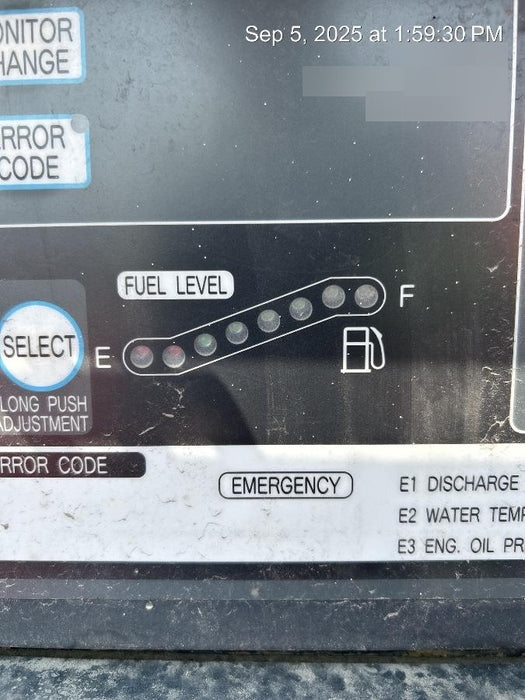 Sep 5, 2025 at 1:59:30 PM
ONITOR
HANGE
RROR
CODE
FUEL LEVEL
F
SELECT
E
LONG PUSH
ADJUSTMENT
RROR CODE
EMERGENCY
E1 DISCHARGE
E2 WATER TEMP
E3 ENG. OIL PR